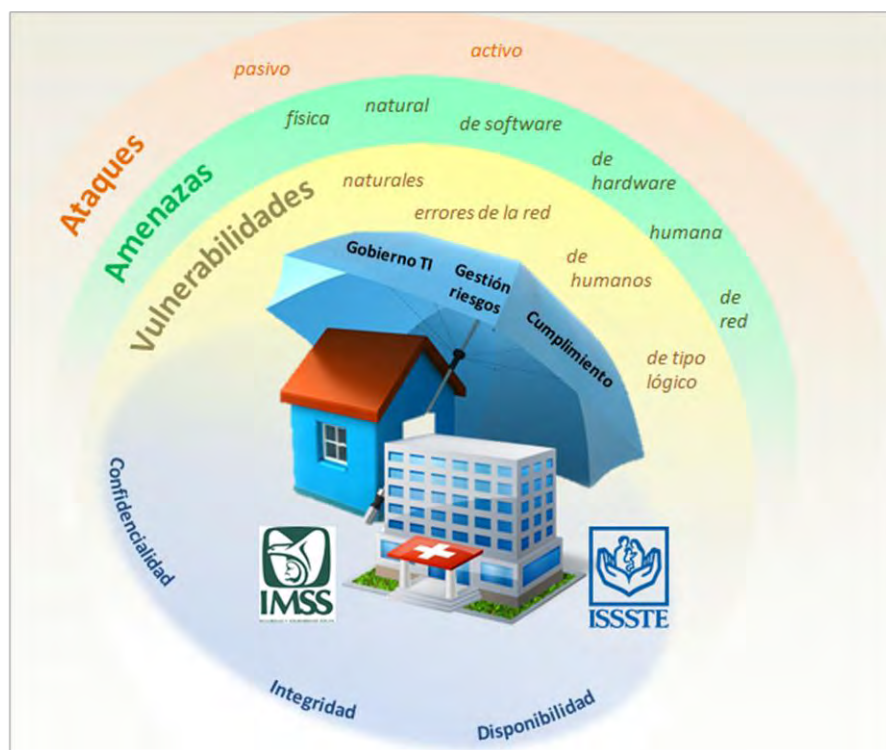 activo
pasivo
natural
física
de software
de
hardware
humana
de
red
Ataques
Amenazas
Vulnerabilidades
naturales
errores de la red
de
humanos
de tipo
lógico
Gobierno TI
Gestión
riesgos
Cumplimiento
Confidencialidad
IMSS
ISSSTE
Integridad
Disponibilidad